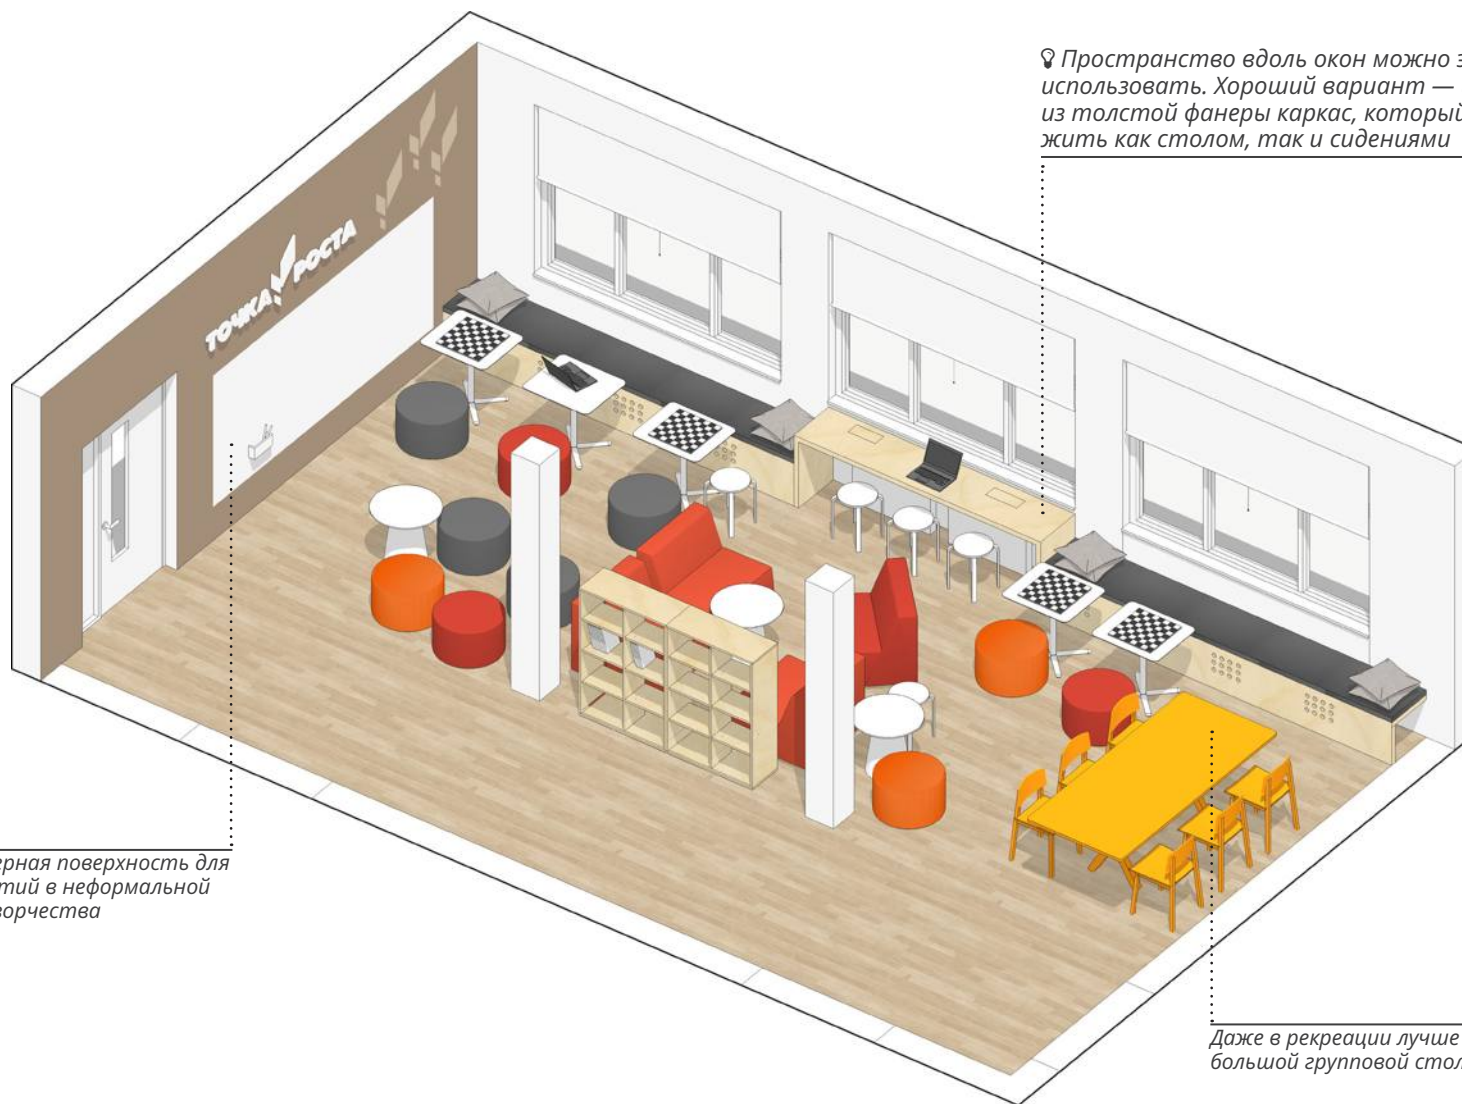 Пространство вдоль окон можно з
использовать. Хороший вариант —
из толстой фанеры каркас, который
жить как столом, так и сидениями
ТОЧКА РОСТА
ерная поверхность для
тий в неформальной
ворчества
Даже в рекреации лучше
большой групповой стол